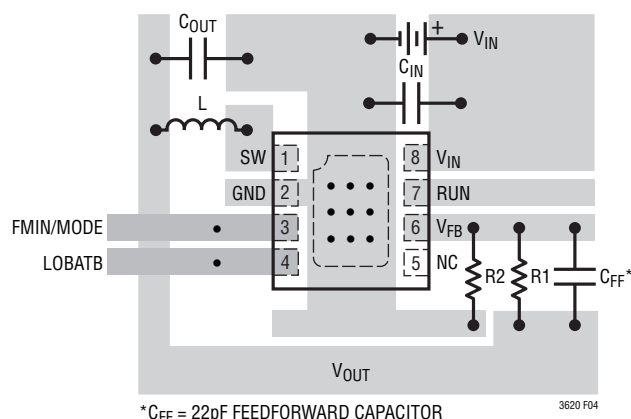 COUT
+
VIN
CIN
L
SW 1
8 VIN
GND 2
7 RUN
FMIN/MODE 3
6 VFB
LOBATB 4
5 NC
R2
R1
CFF*
VOUT
*CFF = 22pF FEEDFORWARD CAPACITOR
3620 F04